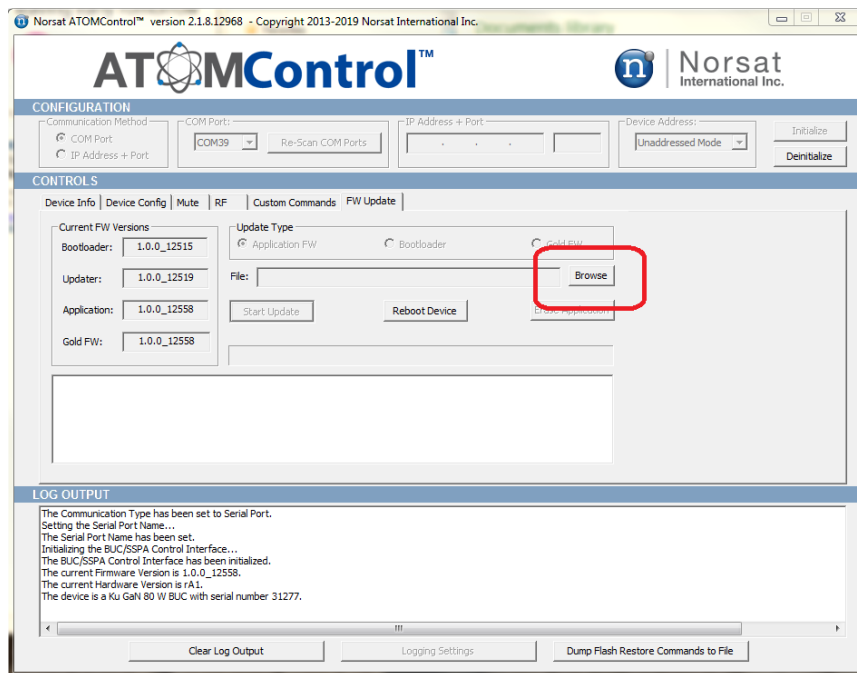 Norsat ATOMControl™ version 2.1.8.12968 - Copyright 2013-2019 Norsat International Inc.
ATOMControl™
n Norsat International Inc.
CONFIGURATION
Communication Method
COM Port
IP Address + Port
COM Port:
COM39
Re-Scan COM Ports
IP Address + Port
. . .
Device Address:
Unaddressed Mode
Initialize
Deinitialize
CONTROLS
Device Info Device Config Mute RF Custom Commands FW Update
Current FW Versions
Bootloader: 1.0.0_12515
Updater: 1.0.0_12519
Application: 1.0.0_12558
Gold FW: 1.0.0_12558
Update Type
Application FW Bootloader Gold FW
File: Browse
Start Update Reboot Device Erase Application
LOG OUTPUT
The Communication Type has been set to Serial Port.
Setting the Serial Port Name...
The Serial Port Name has been set.
Initializing the BUC/SSPA Control Interface...
The BUC/SSPA Control Interface has been initialized.
The current Firmware Version is 1.0.0_12558.
The current Hardware Version is rA1.
The device is a Ku GaN 80 W BUC with serial number 31277.
Clear Log Output Logging Settings Dump Flash Restore Commands to File